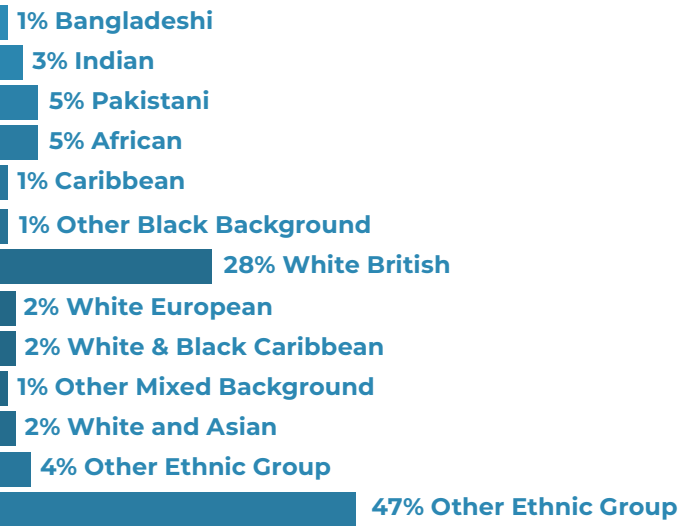 1% Bangladeshi
3% Indian
5% Pakistani
5% African
1% Caribbean
1% Other Black Background
28% White British
2% White European
2% White & Black Caribbean
1% Other Mixed Background
2% White and Asian
4% Other Ethnic Group
47% Other Ethnic Group